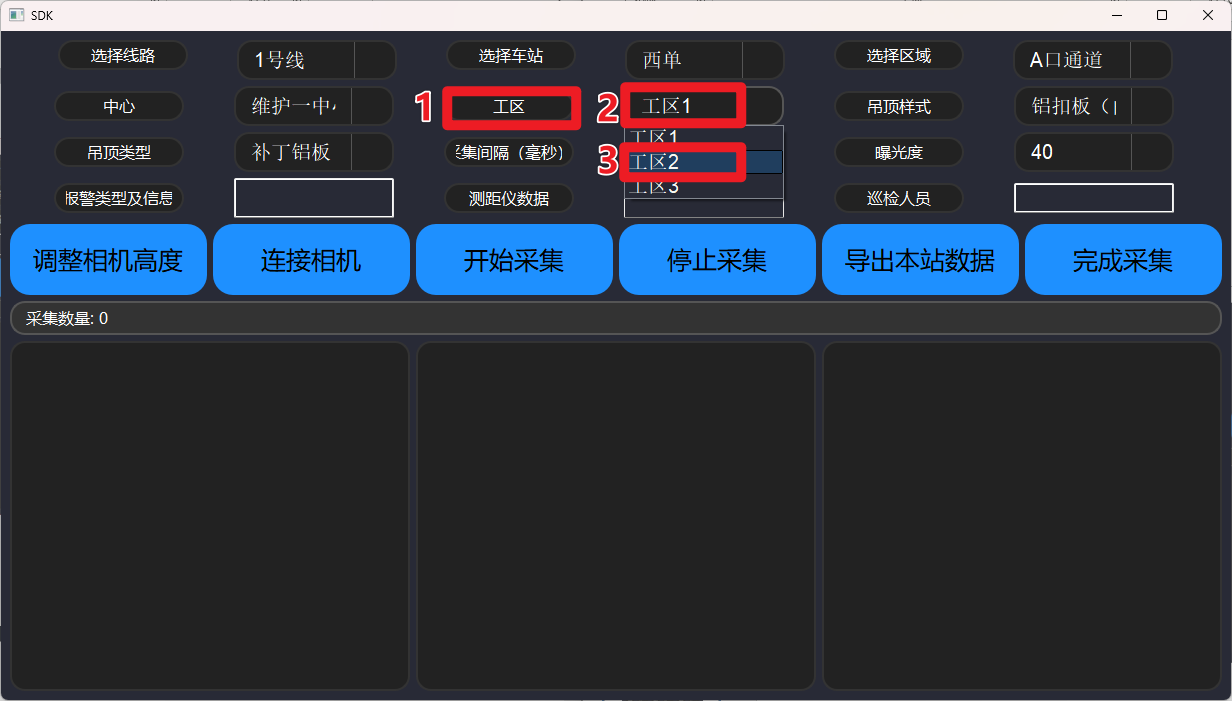 SDK
选择线路 1号线 选择车站 西单 选择区域 A口通道
中心 维护一中 1 工区 2 工区1 吊顶样式 铝扣板（
工区1
吊顶类型 补丁铝板 采集间隔（毫秒） 3 工区2 曝光度 40
工区3
报警类型及信息 测距仪数据 巡检人员
调整相机高度 连接相机 开始采集 停止采集 导出本站数据 完成采集
采集数量: 0